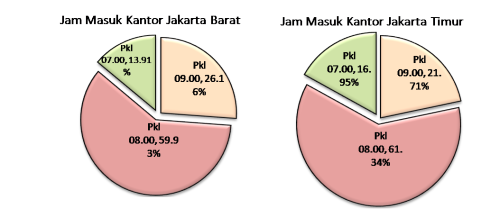 Jam Masuk Kantor Jakarta Barat
Pkl
07.00, 13.91
%
Pkl
09.00, 26.1
6%
Pkl
08.00, 59.9
3%
Jam Masuk Kantor Jakarta Timur
Pkl
07.00, 16.
95%
Pkl
09.00, 21.
71%
Pkl
08.00, 61.
34%